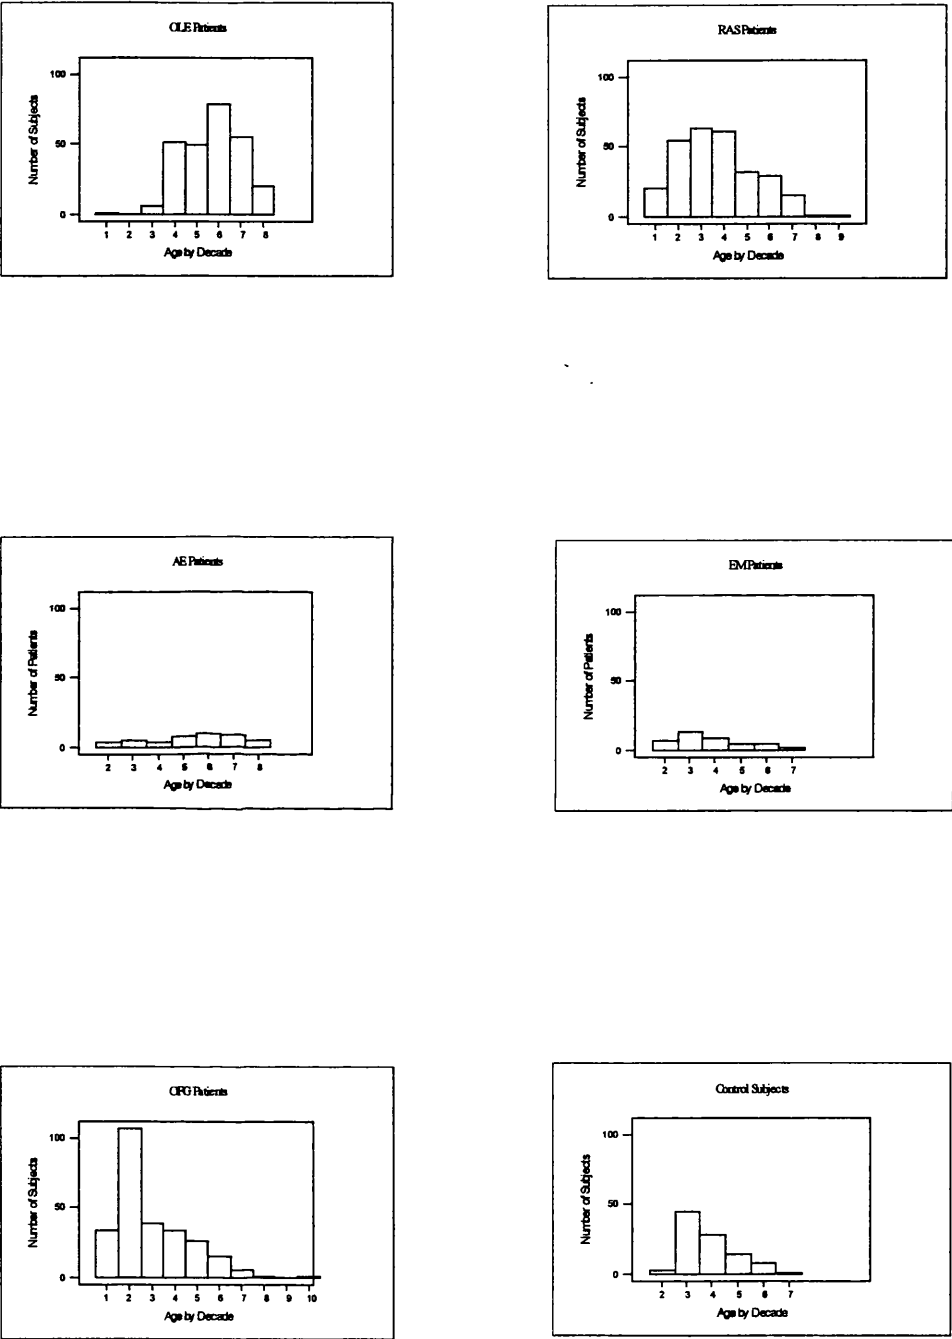 OLE Patients
100
50
0
Number of Subjects
1 2 3 4 5 6 7 8
Age by Decade
RAS Patients
100
50
0
Number of Subjects
1 2 3 4 5 6 7 8 9
Age by Decade
AE Patients
100
50
0
Number of Patients
2 3 4 5 6 7 8
Age by Decade
EM Patients
100
50
0
Number of Patients
2 3 4 5 6 7
Age by Decade
OFG Patients
100
50
0
Number of Subjects
1 2 3 4 5 6 7 8 9 10
Age by Decade
Control Subjects
100
50
0
Number of Subjects
2 3 4 5 6 7
Age by Decade